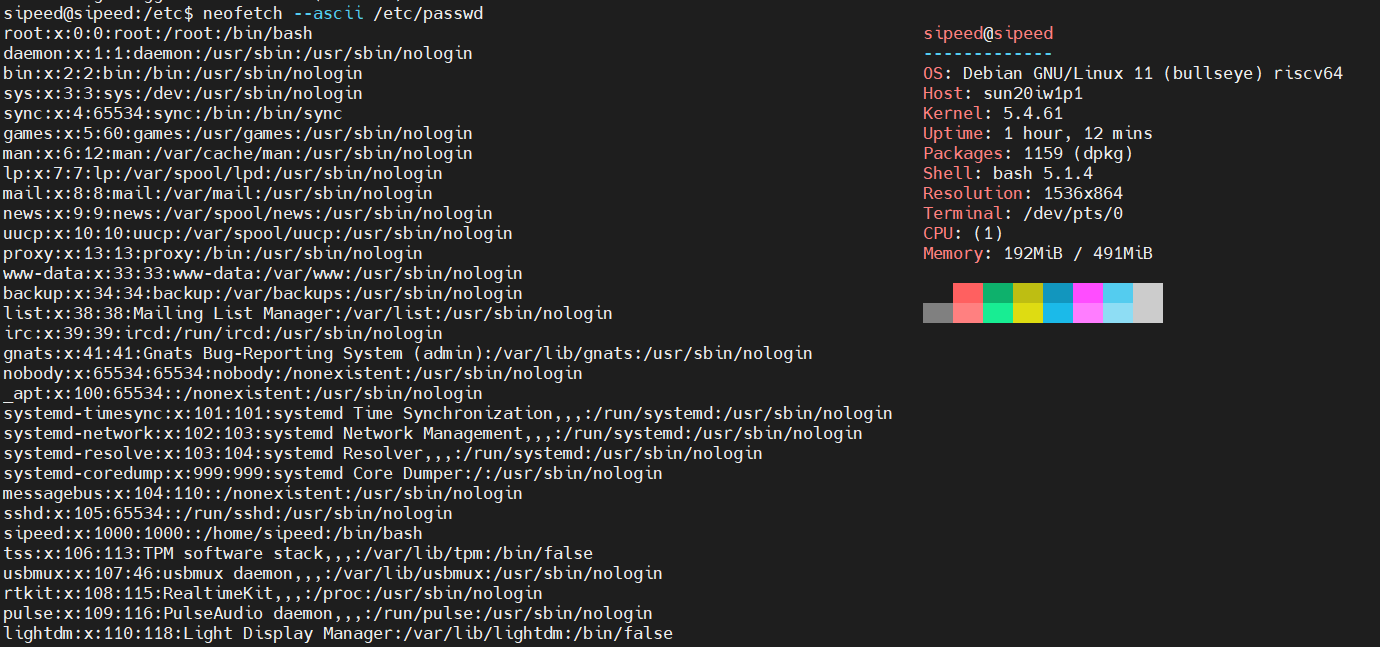 sipeed@sipeed:/etc$ neofetch --ascii /etc/passwd
root:x:0:0:root:/root:/bin/bash
daemon:x:1:1:daemon:/usr/sbin:/usr/sbin/nologin
bin:x:2:2:bin:/bin:/usr/sbin/nologin
sys:x:3:3:sys:/dev:/usr/sbin/nologin
sync:x:4:65534:sync:/bin:/bin/sync
games:x:5:60:games:/usr/games:/usr/sbin/nologin
man:x:6:12:man:/var/cache/man:/usr/sbin/nologin
lp:x:7:7:lp:/var/spool/lpd:/usr/sbin/nologin
mail:x:8:8:mail:/var/mail:/usr/sbin/nologin
news:x:9:9:news:/var/spool/news:/usr/sbin/nologin
uucp:x:10:10:uucp:/var/spool/uucp:/usr/sbin/nologin
proxy:x:13:13:proxy:/bin:/usr/sbin/nologin
www-data:x:33:33:www-data:/var/www:/usr/sbin/nologin
backup:x:34:34:backup:/var/backups:/usr/sbin/nologin
list:x:38:38:Mailing List Manager:/var/list:/usr/sbin/nologin
irc:x:39:39:ircd:/run/ircd:/usr/sbin/nologin
gnats:x:41:41:Gnats Bug-Reporting System (admin):/var/lib/gnats:/usr/sbin/nologin
nobody:x:65534:65534:nobody:/nonexistent:/usr/sbin/nologin
_apt:x:100:65534::/nonexistent:/usr/sbin/nologin
systemd-timesync:x:101:101:systemd Time Synchronization,,,:/run/systemd:/usr/sbin/nologin
systemd-network:x:102:103:systemd Network Management,,,:/run/systemd:/usr/sbin/nologin
systemd-resolve:x:103:104:systemd Resolver,,,:/run/systemd:/usr/sbin/nologin
systemd-coredump:x:999:999:systemd Core Dumper:/:/usr/sbin/nologin
messagebus:x:104:110::/nonexistent:/usr/sbin/nologin
sshd:x:105:65534::/run/sshd:/usr/sbin/nologin
sipeed:x:1000:1000::/home/sipeed:/bin/bash
tss:x:106:113:TPM software stack,,,:/var/lib/tpm:/bin/false
usbmux:x:107:46:usbmux daemon,,,:/var/lib/usbmux:/usr/sbin/nologin
rtkit:x:108:115:RealtimeKit,,,:/proc:/usr/sbin/nologin
pulse:x:109:116:PulseAudio daemon,,,:/run/pulse:/usr/sbin/nologin
lightdm:x:110:118:Light Display Manager:/var/lib/lightdm:/bin/false
sipeed@sipeed
-------------
OS: Debian GNU/Linux 11 (bullseye) riscv64
Host: sun20iw1p1
Kernel: 5.4.61
Uptime: 1 hour, 12 mins
Packages: 1159 (dpkg)
Shell: bash 5.1.4
Resolution: 1536x864
Terminal: /dev/pts/0
CPU: (1)
Memory: 192MiB / 491MiB